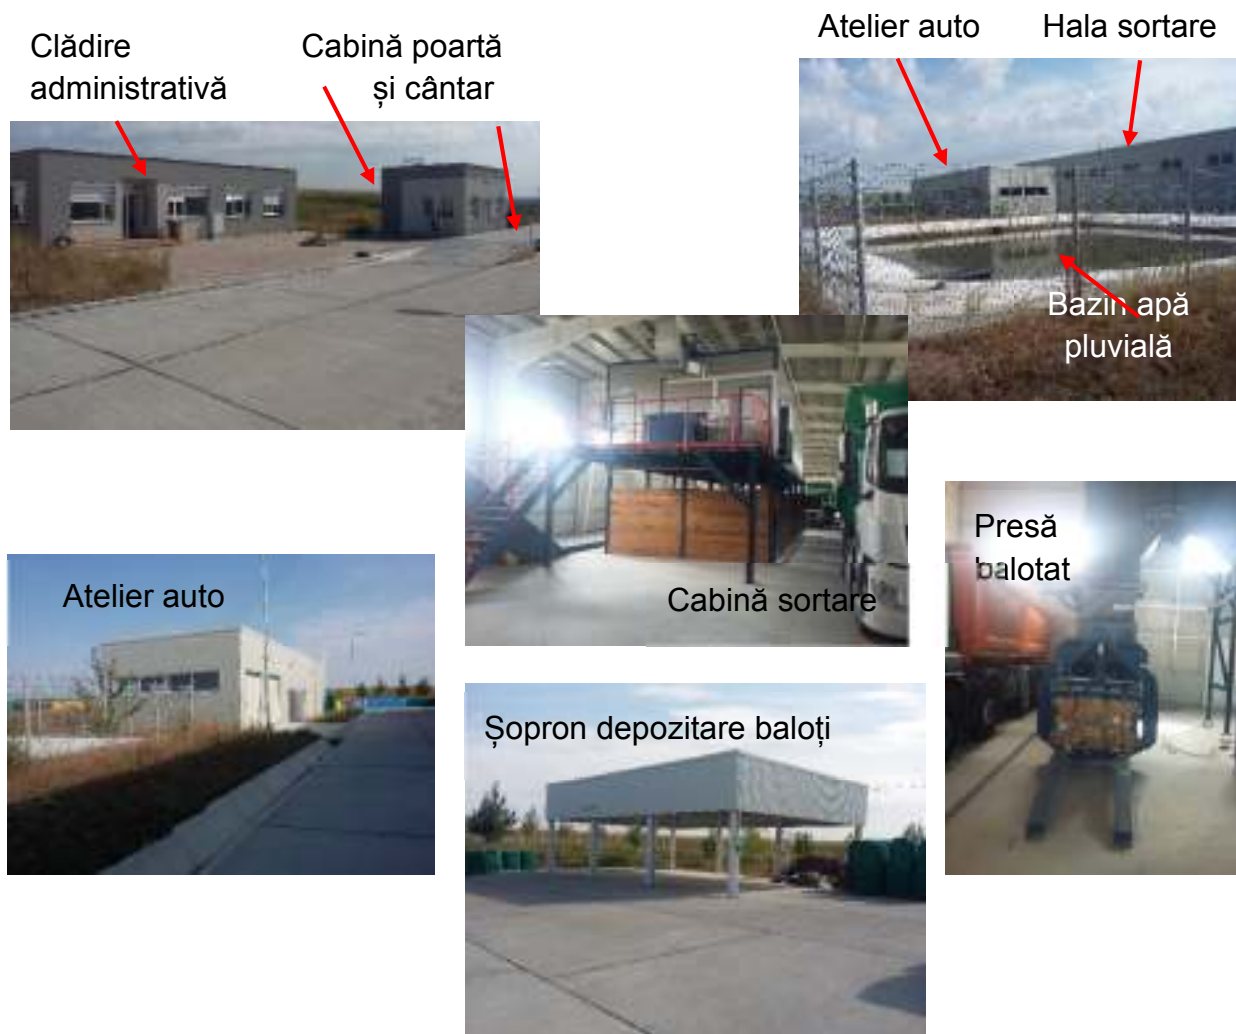 Clădire
administrativă
Cabină poartă
și cântar
Atelier auto
Hala sortare
Bazin apă
pluvială
Cabină sortare
Presă
balotat
Atelier auto
Șopron depozitare baloți